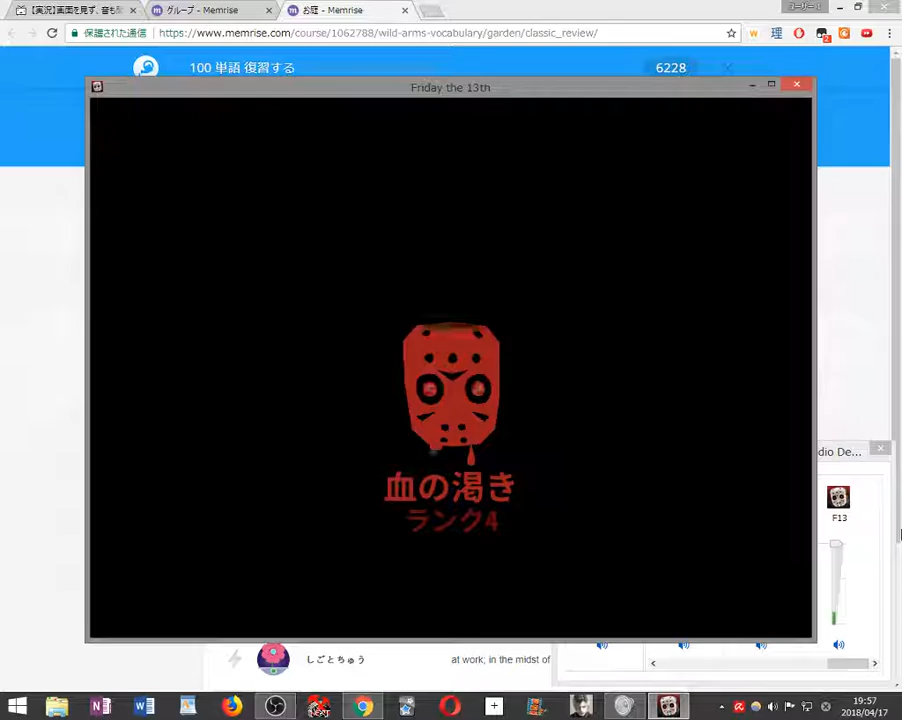 【実況】画面を見ず、音も
グループ - Memrise
お庭 - Memrise
保護された通信
https://www.memrise.com/course/1062788/wild-arms-vocabulary/garden/classic_review/
100 単語 復習する
6228
Friday the 13th
血の渇き
ランク4
dio De...
F13
しごとちゅう
at work; in the midst of
19:57
2018/04/17